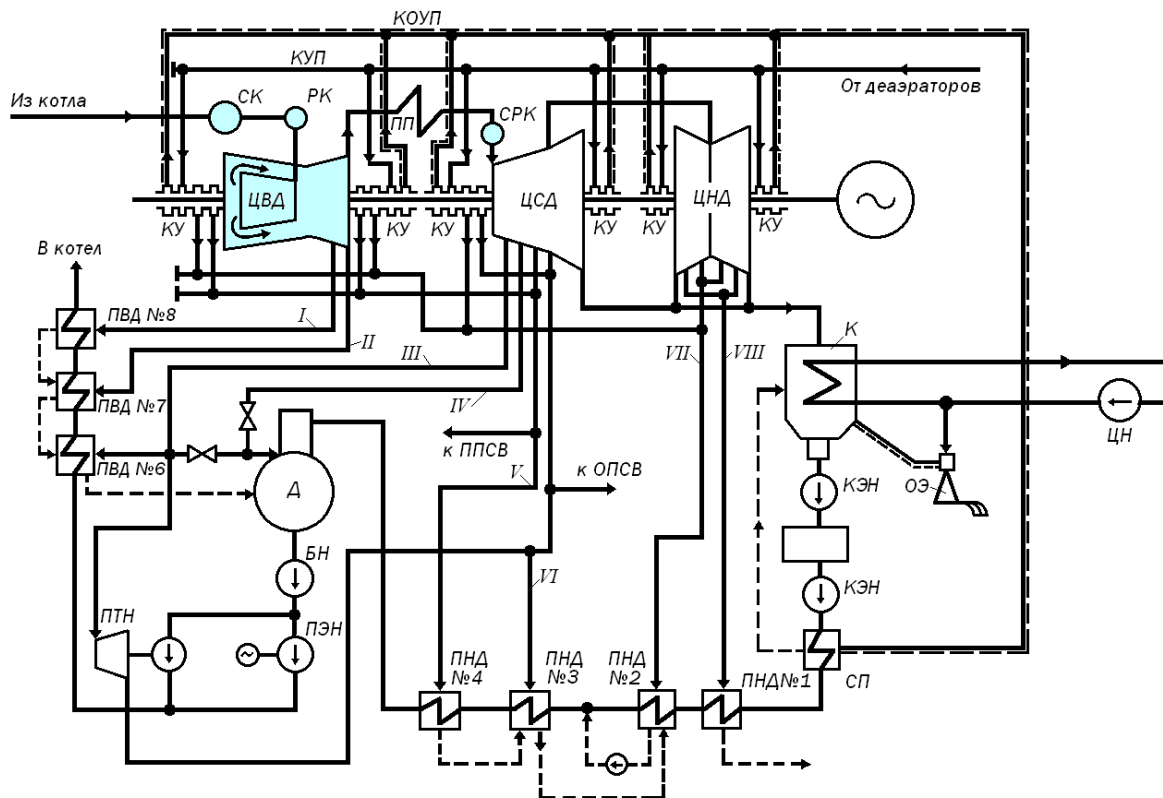 КОУП
КУП
Из котла
СК
РК
ПП
СРК
От деаэраторов
ЦВД
ЦСД
ЦНД
КУ
КУ
КУ
КУ
КУ
КУ
В котел
ПВД №8
I
II
III
IV
VII
VIII
К
ПВД №7
ЦН
ПВД №6
к ППСВ
V
к ОПСВ
Д
КЭН
ОЭ
БН
VI
КЭН
ПТН
ПЭН
ПНД
№4
ПНД
№3
ПНД
№2
ПНД№1
СП